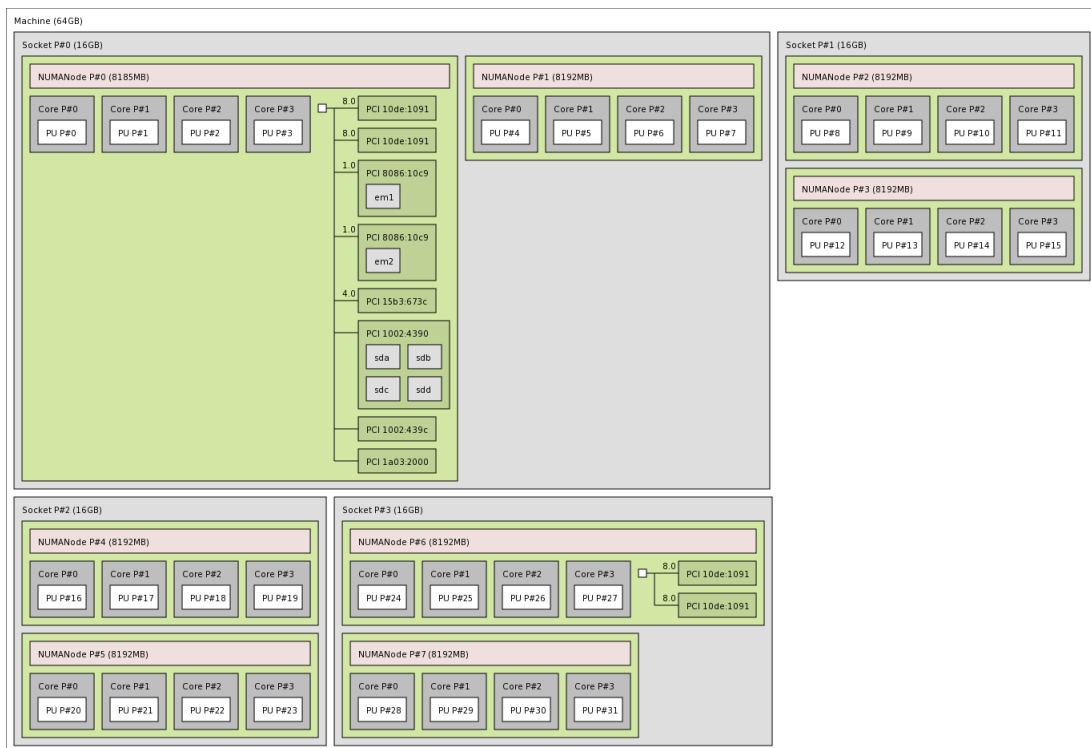 Machine (64GB)
Socket P#0 (16GB)
NUMANode P#0 (8185MB)
Core P#0 Core P#1 Core P#2 Core P#3
PU P#0 PU P#1 PU P#2 PU P#3
8.0 PCI 10de:1091
8.0 PCI 10de:1091
1.0 PCI 8086:10c9
em1
1.0 PCI 8086:10c9
em2
4.0 PCI 15b3:673c
PCI 1002:4390
sda sdb
sdc sdd
PCI 1002:439c
PCI 1a03:2000
NUMANode P#1 (8192MB)
Core P#0 Core P#1 Core P#2 Core P#3
PU P#4 PU P#5 PU P#6 PU P#7
Socket P#1 (16GB)
NUMANode P#2 (8192MB)
Core P#0 Core P#1 Core P#2 Core P#3
PU P#8 PU P#9 PU P#10 PU P#11
NUMANode P#3 (8192MB)
Core P#0 Core P#1 Core P#2 Core P#3
PU P#12 PU P#13 PU P#14 PU P#15
Socket P#2 (16GB)
NUMANode P#4 (8192MB)
Core P#0 Core P#1 Core P#2 Core P#3
PU P#16 PU P#17 PU P#18 PU P#19
NUMANode P#5 (8192MB)
Core P#0 Core P#1 Core P#2 Core P#3
PU P#20 PU P#21 PU P#22 PU P#23
Socket P#3 (16GB)
NUMANode P#6 (8192MB)
Core P#0 Core P#1 Core P#2 Core P#3
PU P#24 PU P#25 PU P#26 PU P#27
8.0 PCI 10de:1091
8.0 PCI 10de:1091
NUMANode P#7 (8192MB)
Core P#0 Core P#1 Core P#2 Core P#3
PU P#28 PU P#29 PU P#30 PU P#31